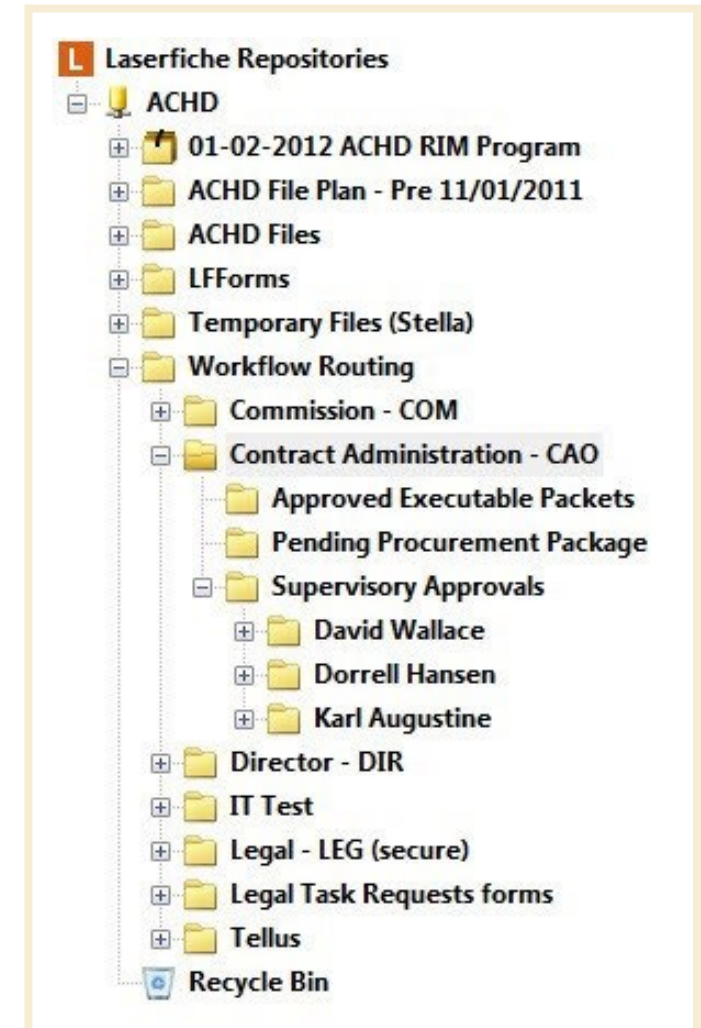 L Laserfiche Repositories
ACHD
01-02-2012 ACHD RIM Program
ACHD File Plan - Pre 11/01/2011
ACHD Files
LFForms
Temporary Files (Stella)
Workflow Routing
Commission - COM
Contract Administration - CAO
Approved Executable Packets
Pending Procurement Package
Supervisory Approvals
David Wallace
Dorrell Hansen
Karl Augustine
Director - DIR
IT Test
Legal - LEG (secure)
Legal Task Requests forms
Tellus
Recycle Bin